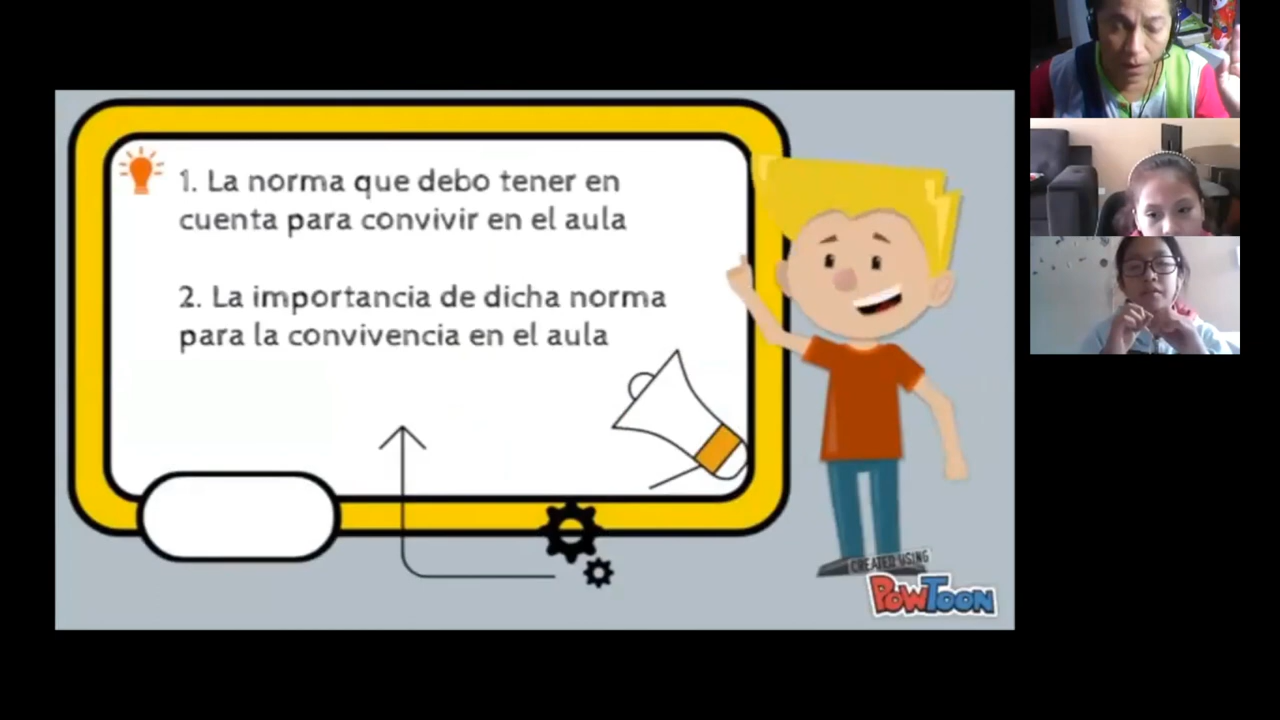 1. La norma que debo tener en
cuenta para convivir en el aula
2. La importancia de dicha norma
para la convivencia en el aula
CREATED USING
POWTOON